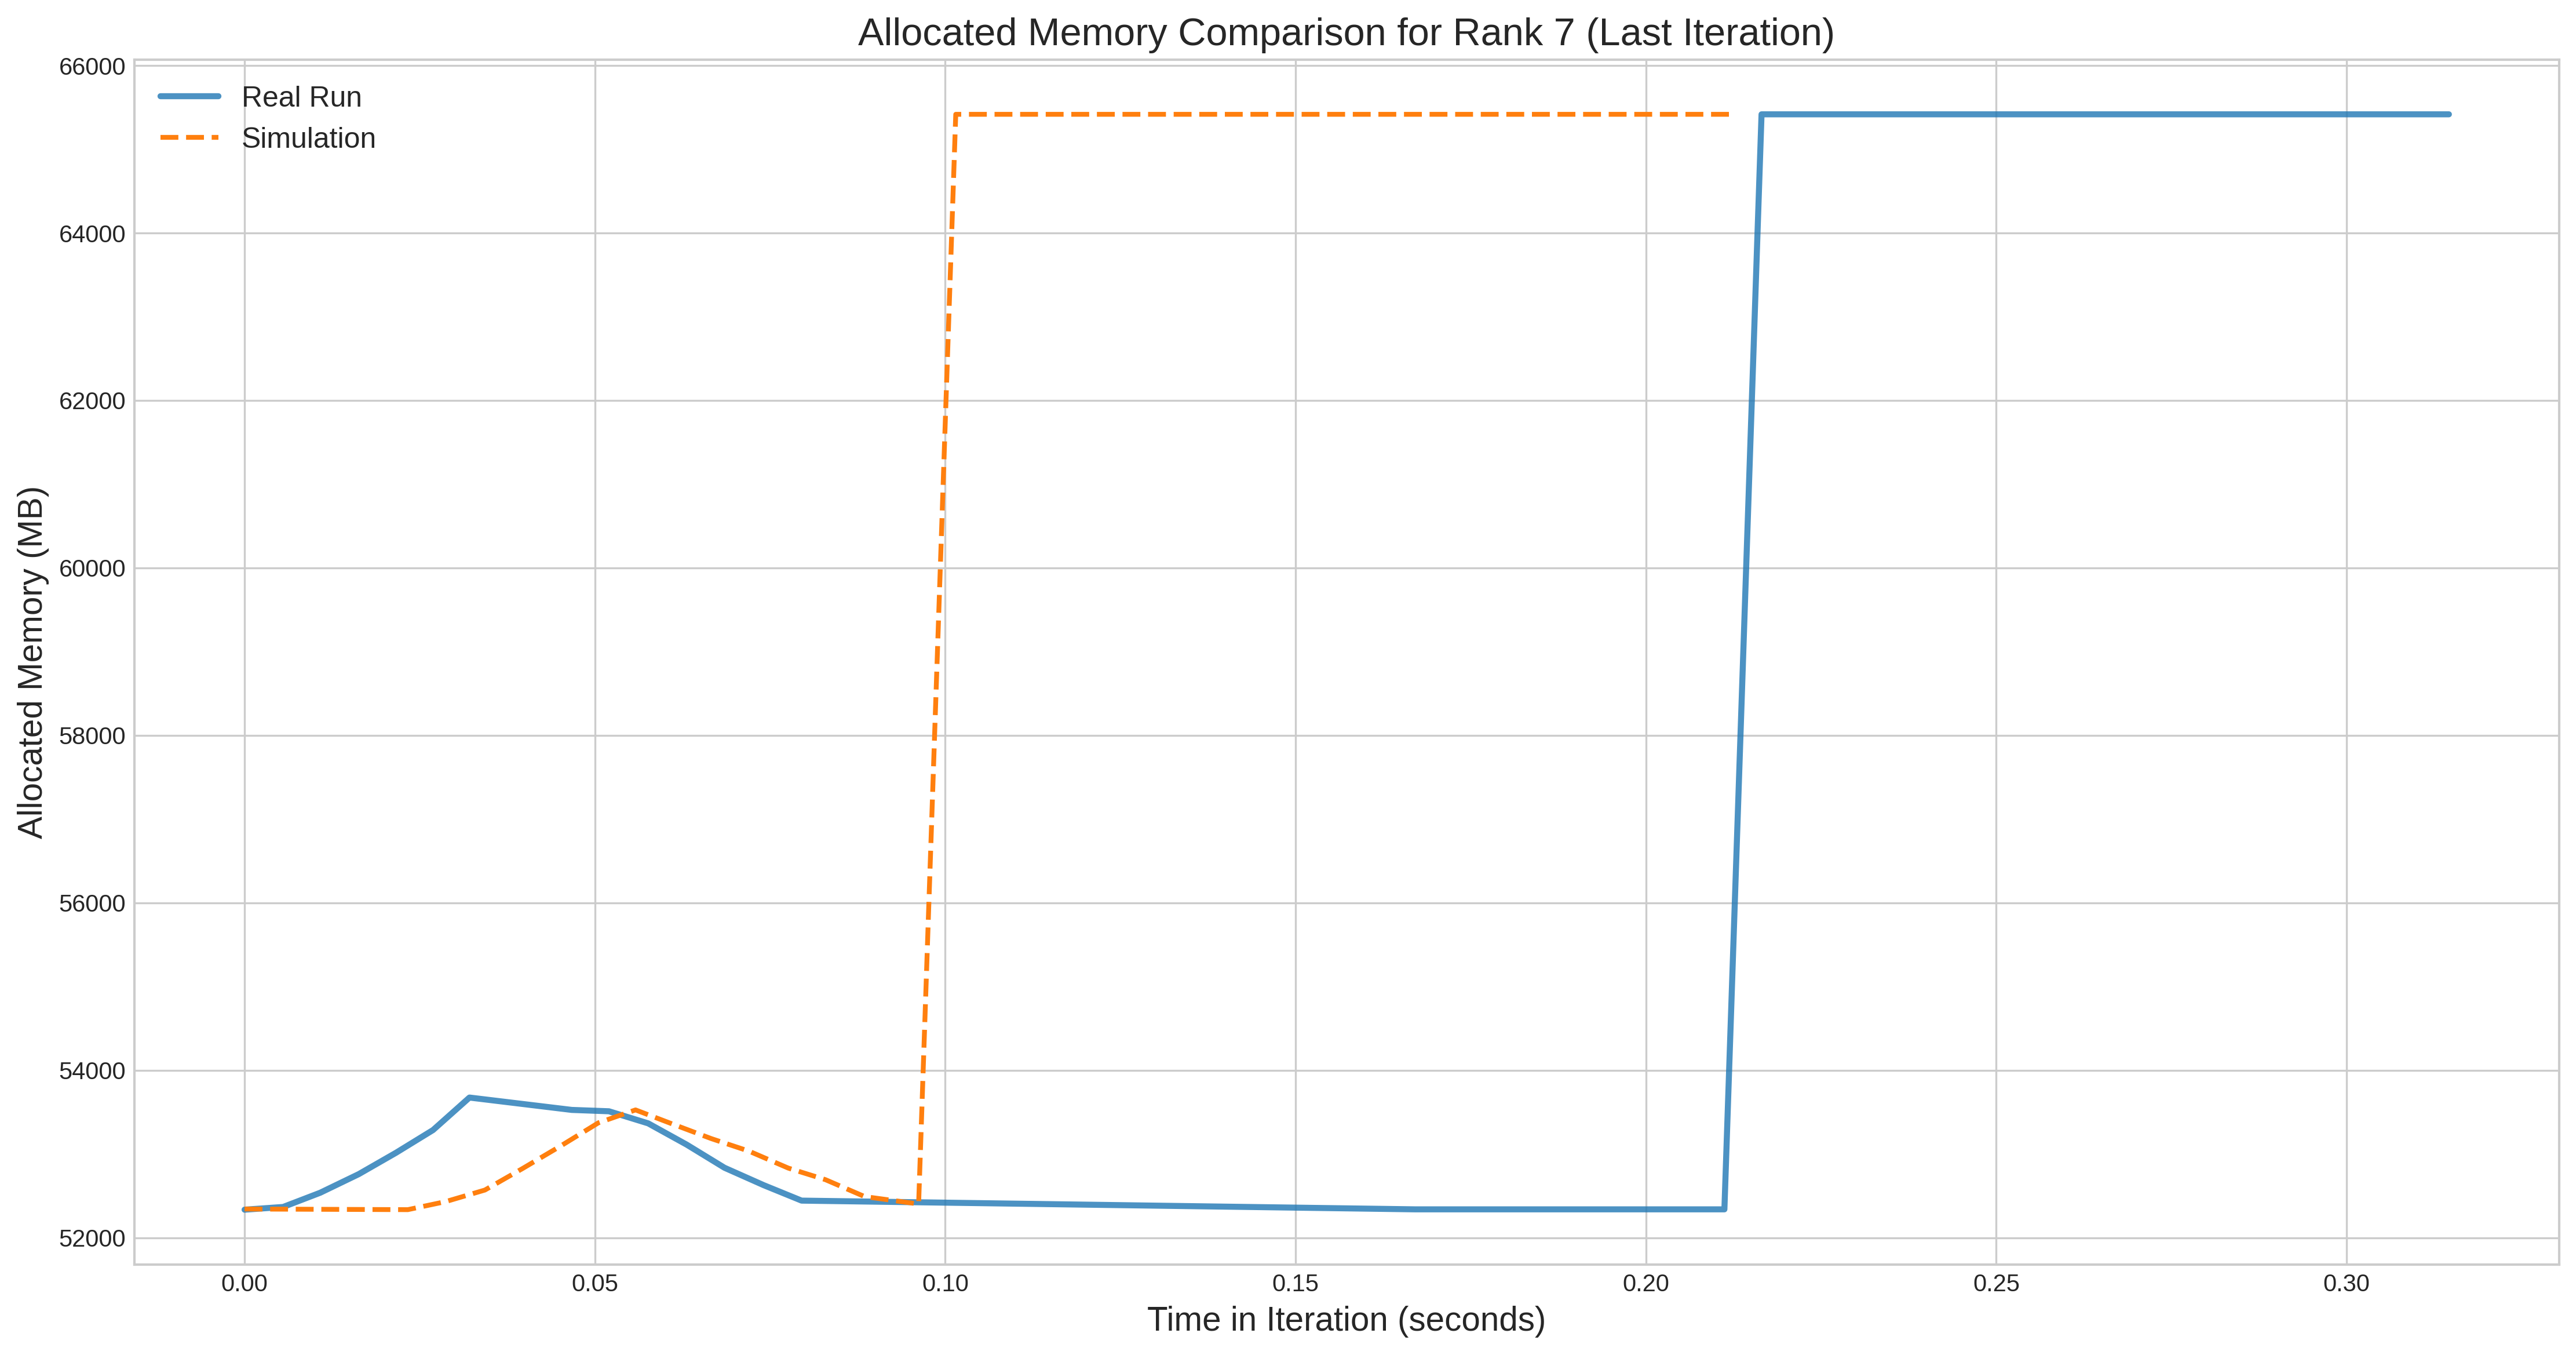 Allocated Memory Comparison for Rank 7 (Last Iteration)
Real Run
Simulation
Allocated Memory (MB)
66000
64000
62000
60000
58000
56000
54000
52000
0.00 0.05 0.10 0.15 0.20 0.25 0.30
Time in Iteration (seconds)